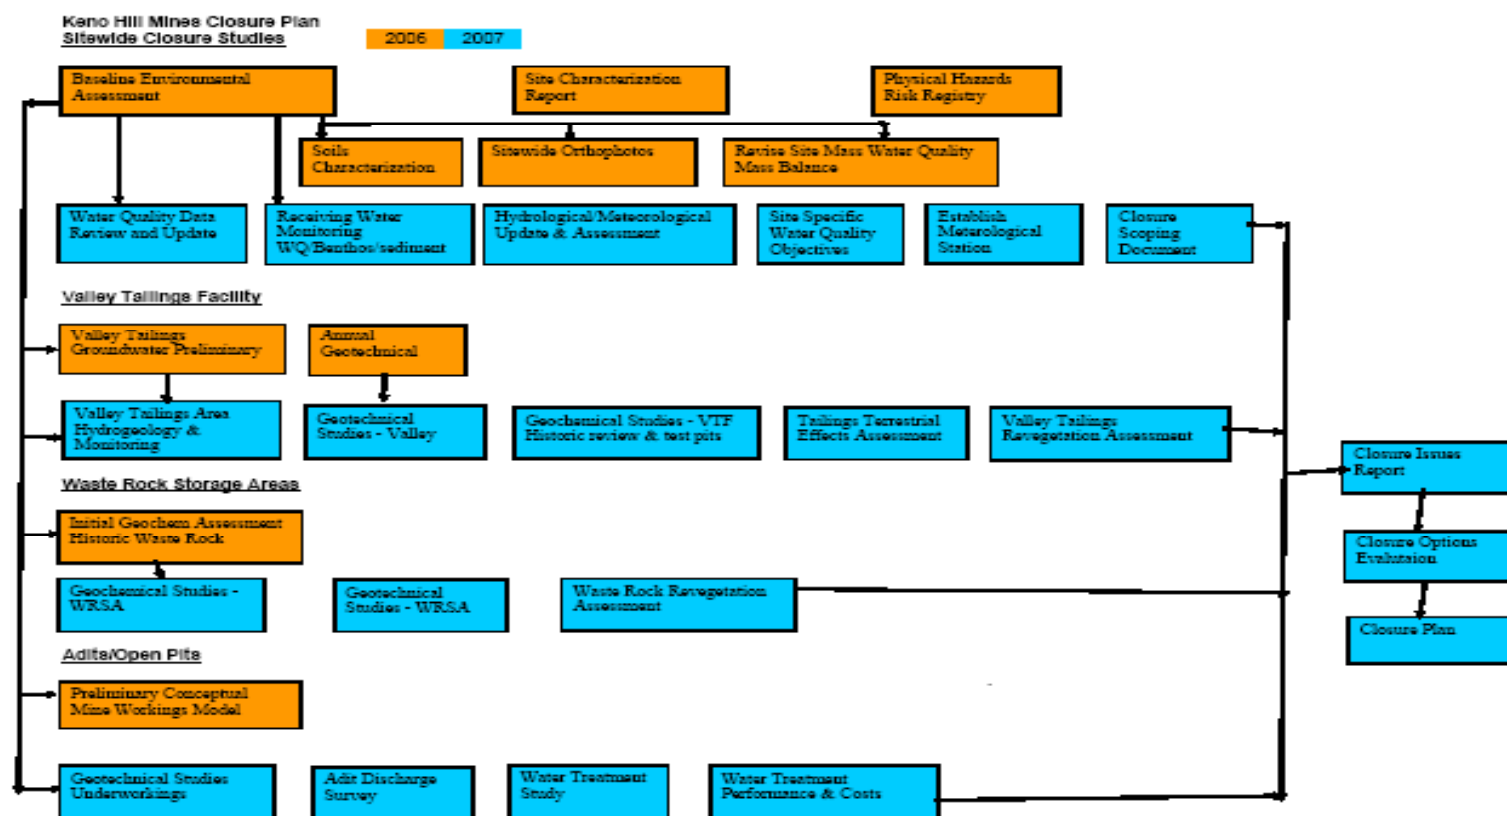 Keno Hill Mines Closure Plan
Sitewide Closure Studies
2006 2007
Baseline Environmental
Assessment
Site Characterization
Report
Physical Hazards
Risk Registry
Soils
Characterization
Sitewide Orthophotos
Revise Site Mass Water Quality
Mass Balance
Water Quality Data
Review and Update
Receiving Water
Monitoring
WQ/Benthos/sediment
Hydrological/Meteorological
Update & Assessment
Site Specific
Water Quality
Objectives
Establish
Meterological
Station
Closure
Scoping
Document
Valley Tailings Facility
Valley Tailings
Groundwater Preliminary
Annual
Geotechnical
Valley Tailings Area
Hydrogeology &
Monitoring
Geotechnical
Studies - Valley
Geochemical Studies - VTF
Historic review & test pits
Tailings Terrestrial
Effects Assessment
Valley Tailings
Revegetation Assessment
Closure Issues
Report
Waste Rock Storage Areas
Initial Geochem Assessment
Historic Waste Rock
Closure Options
Evalutaion
Geochemical Studies -
WRSA
Geotechnical
Studies - WRSA
Waste Rock Revegetation
Assessment
Closure Plan
Adits/Open Pits
Preliminary Conceptual
Mine Workings Model
Geotechnical Studies
Underworkings
Adit Discharge
Survey
Water Treatment
Study
Water Treatment
Performance & Costs